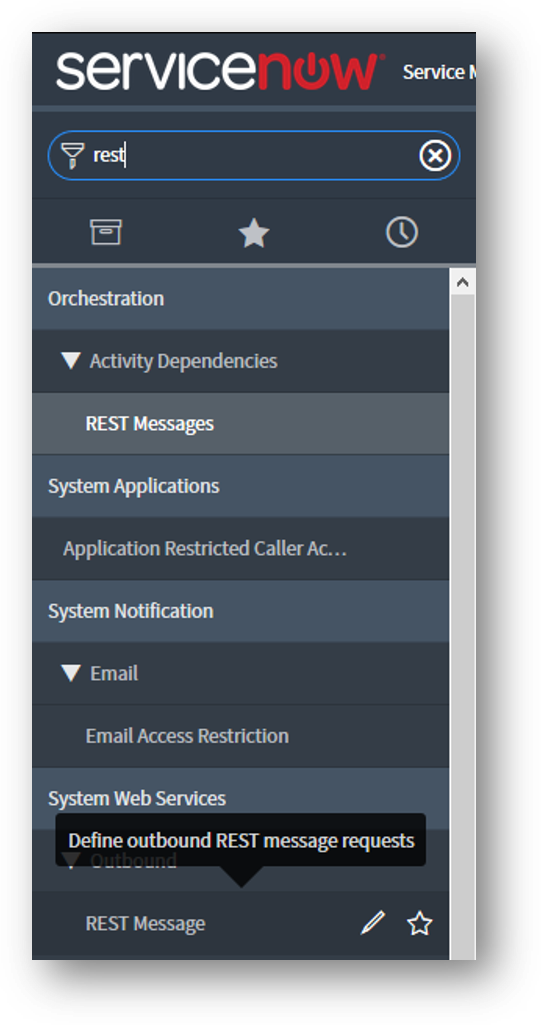 servicenow
Service M
rest
Orchestration
Activity Dependencies
REST Messages
System Applications
Application Restricted Caller Ac...
System Notification
Email
Email Access Restriction
System Web Services
Define outbound REST message requests
Outbound
REST Message